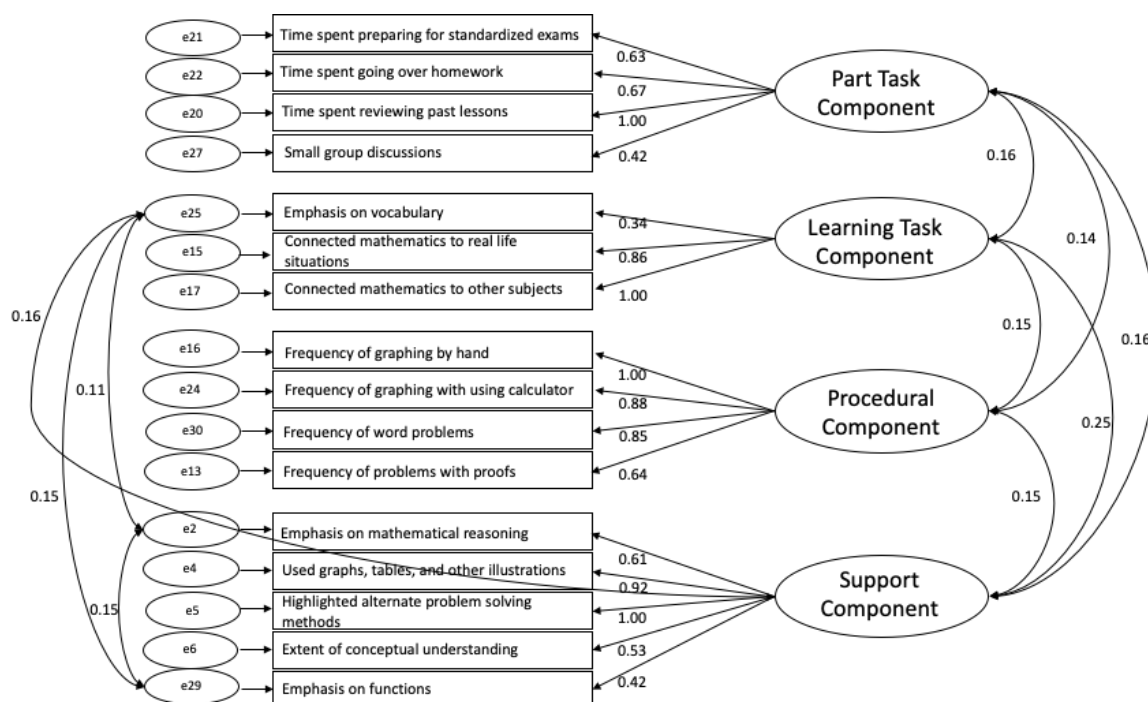 e21
Time spent preparing for standardized exams
0.63
e22
Time spent going over homework
0.67
e20
Time spent reviewing past lessons
1.00
e27
Small group discussions
0.42
Part Task
Component
0.16
e25
Emphasis on vocabulary
0.34
e15
Connected mathematics to real life
situations
0.86
e17
Connected mathematics to other subjects
1.00
Learning Task
Component
0.14
0.16
0.15
0.16
e16
Frequency of graphing by hand
1.00
e24
Frequency of graphing with using calculator
0.88
e30
Frequency of word problems
0.85
e13
Frequency of problems with proofs
0.64
Procedural
Component
0.11
0.25
0.15
0.15
e2
Emphasis on mathematical reasoning
0.61
e4
Used graphs, tables, and other illustrations
0.92
e5
Highlighted alternate problem solving
methods
1.00
e6
Extent of conceptual understanding
0.53
e29
Emphasis on functions
0.42
Support
Component
0.15